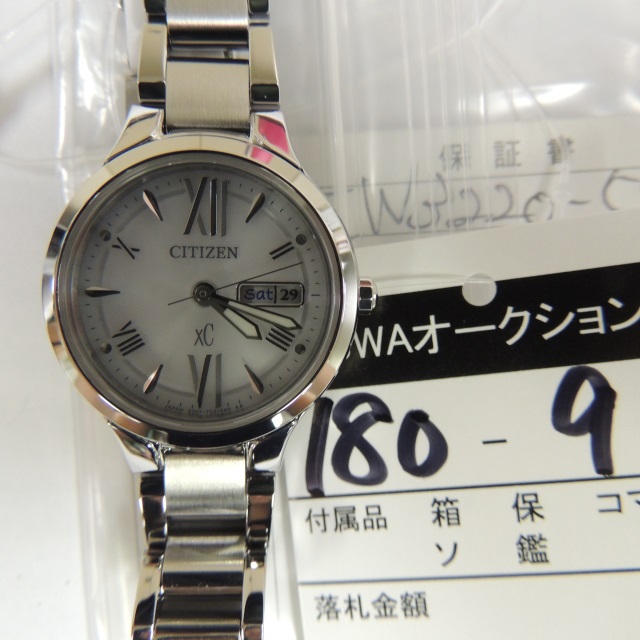 保証書
XII
CITIZEN
Sat 29
xC
WAオークション
180-9
付属品 箱 保 コマ
ソ 鑑
落札金額